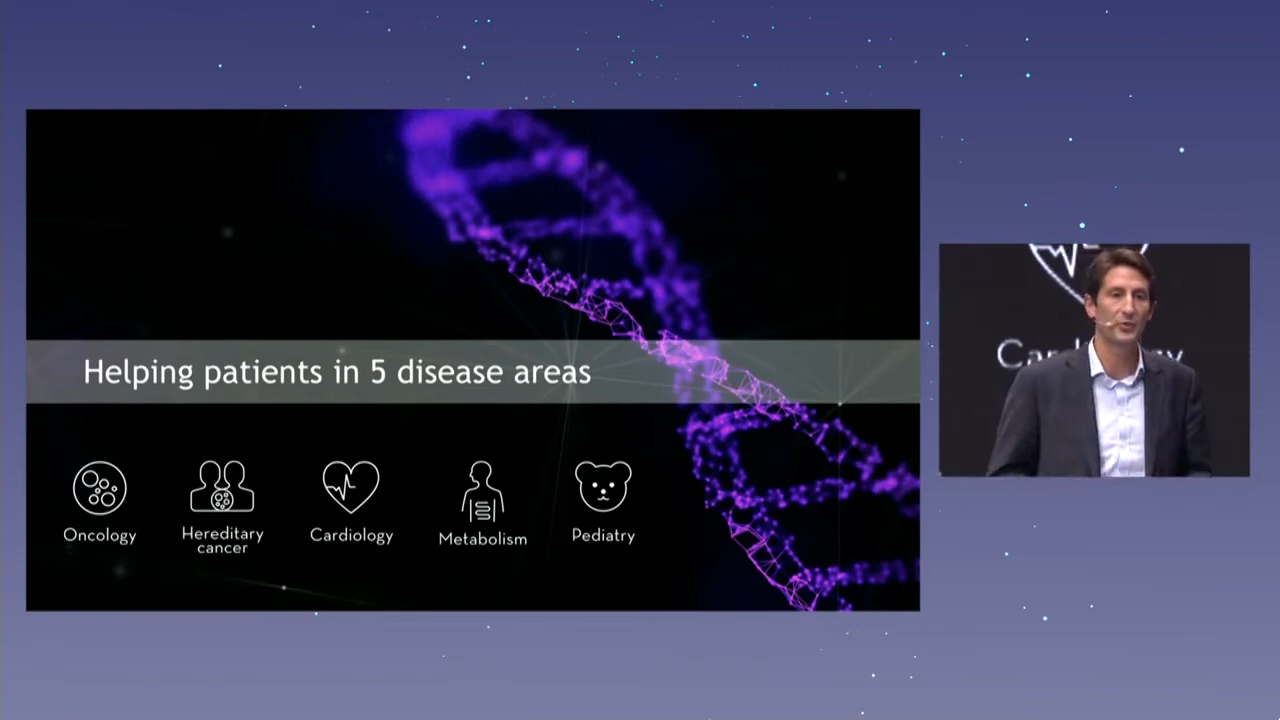 Helping patients in 5 disease areas
Oncology
Hereditary
cancer
Cardiology
Metabolism
Pediatry